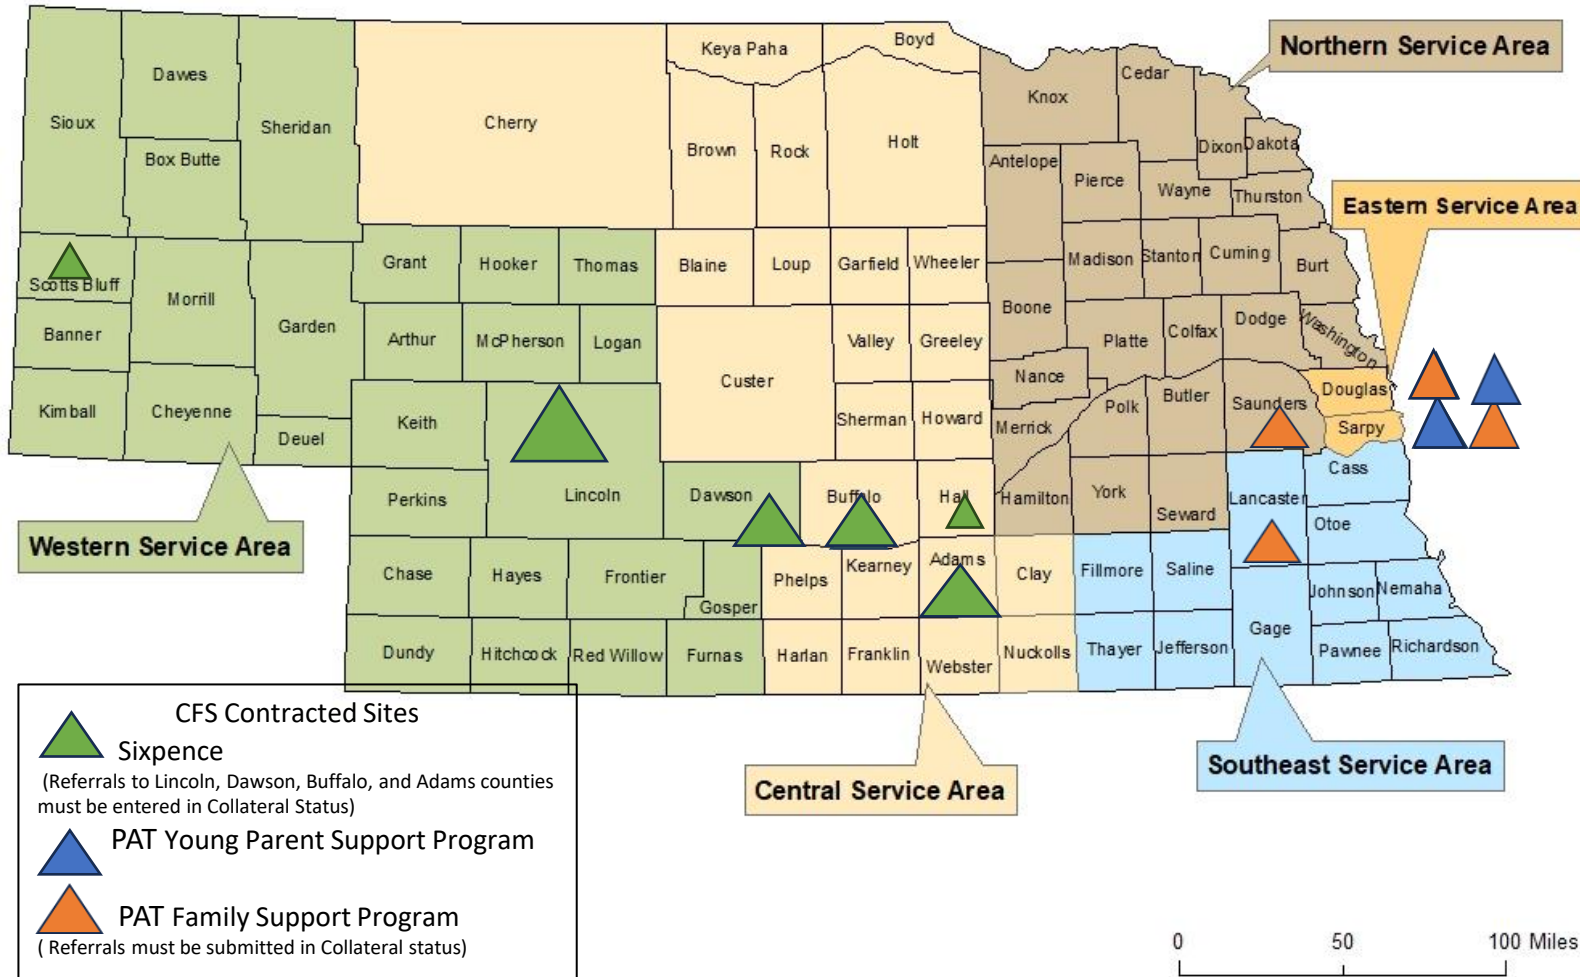 Northern Service Area
Eastern Service Area
Western Service Area
Central Service Area
Southeast Service Area
Sioux
Dawes
Sheridan
Box Butte
Cherry
Keya Paha
Boyd
Brown
Rock
Holt
Knox
Cedar
Dixon
Dakota
Antelope
Pierce
Wayne
Thurston
Scotts Bluff
Morrill
Garden
Banner
Kimball
Cheyenne
Deuel
Grant
Hooker
Thomas
Arthur
McPherson
Logan
Blaine
Loup
Garfield
Wheeler
Boone
Madison
Stanton
Cuming
Burt
Custer
Valley
Greeley
Sherman
Howard
Nance
Platte
Colfax
Dodge
Washington
Merrick
Polk
Butler
Saunders
Douglas
Sarpy
Keith
Perkins
Lincoln
Dawson
Buffalo
Hall
Hamilton
York
Seward
Lancaster
Cass
Otoe
Chase
Hayes
Frontier
Gosper
Phelps
Kearney
Adams
Clay
Fillmore
Saline
Gage
Johnson
Nemaha
Dundy
Hitchcock
Red Willow
Furnas
Harlan
Franklin
Webster
Nuckolls
Thayer
Jefferson
Pawnee
Richardson
CFS Contracted Sites
Sixpence
(Referrals to Lincoln, Dawson, Buffalo, and Adams counties
must be entered in Collateral Status)
PAT Young Parent Support Program
PAT Family Support Program
( Referrals must be submitted in Collateral status)
0 50 100 Miles